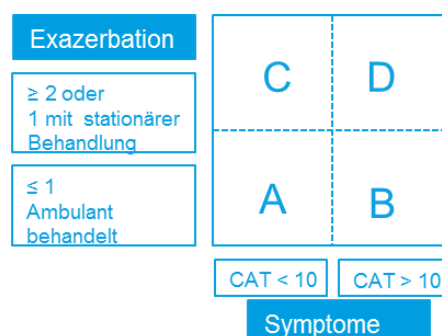 Exazerbation
≥ 2 oder
1 mit stationärer
Behandlung
≤ 1
Ambulant
behandelt
C D
A B
CAT < 10 CAT > 10
Symptome